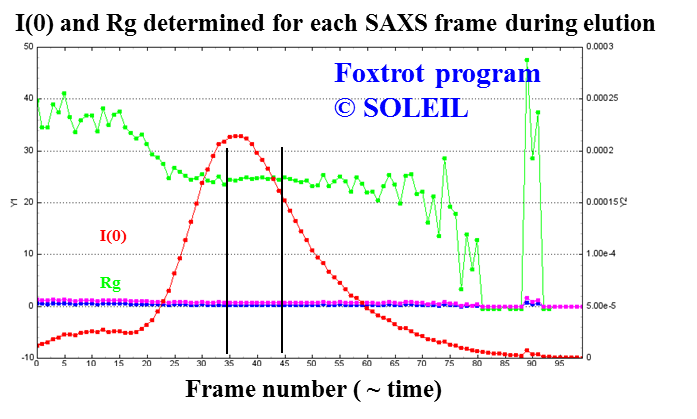 I(0) and Rg determined for each SAXS frame during elution
Foxtrot program
© SOLEIL
50
40
30
20
10
0
-10
Y1
0.0003
0.00025
0.0002
0.00015
1.00e-4
5.00e-5
0
Y2
I(0)
Rg
0 5 10 15 20 25 30 35 40 45 50 55 60 65 70 75 80 85 90 95
Frame number ( ~ time)